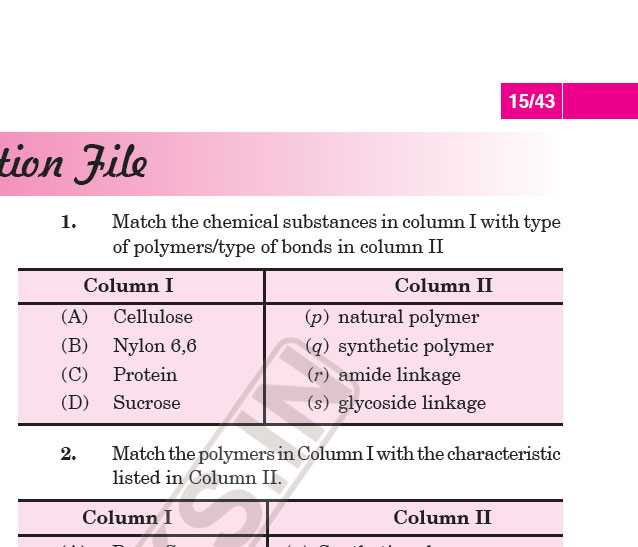 15/43
tion File
1. Match the chemical substances in column I with type
of polymers/type of bonds in column II
Column I Column II
(A) Cellulose (p) natural polymer
(B) Nylon 6,6 (q) synthetic polymer
(C) Protein (r) amide linkage
(D) Sucrose (s) glycoside linkage
2. Match the polymers in Column I with the characteristic
listed in Column II.
Column I Column II